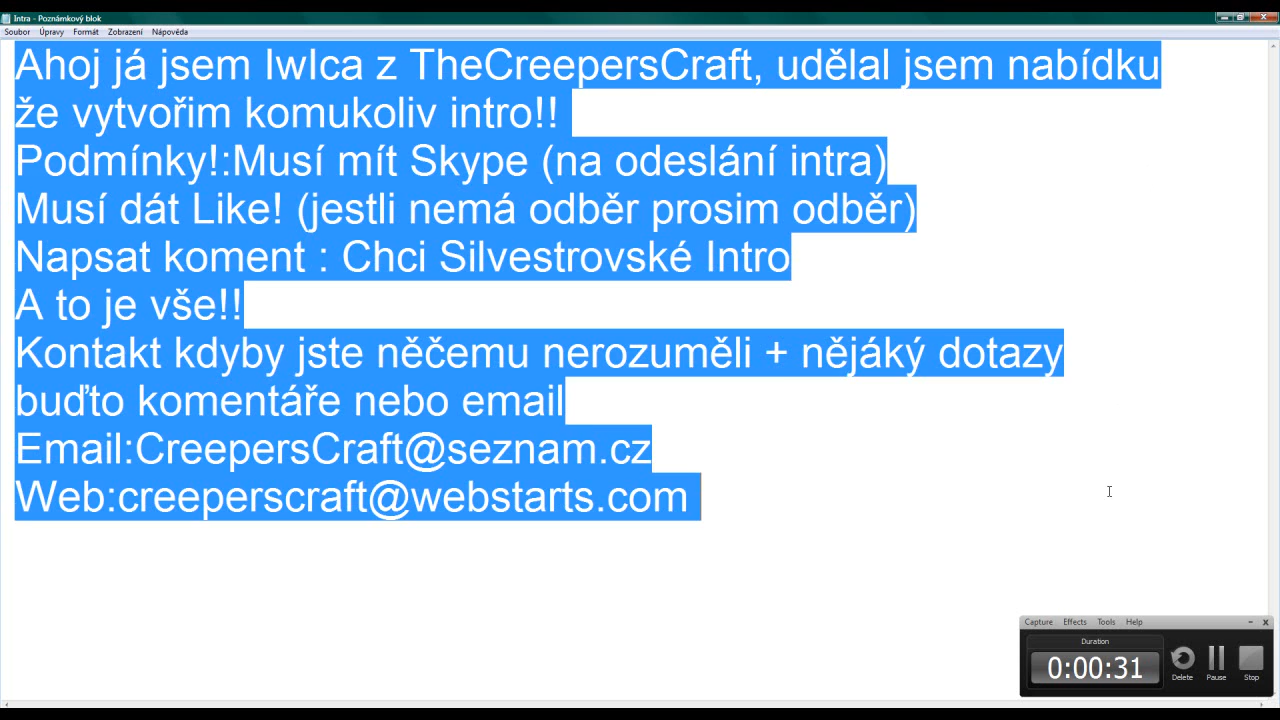 Intra - Poznámkový blok
Soubor Úpravy Formát Zobrazení Nápověda
Ahoj já jsem IwIca z TheCreepersCraft, udělal jsem nabídku
že vytvořim komukoliv intro!!
Podmínky!:Musí mít Skype (na odeslání intra)
Musí dát Like! (jestli nemá odběr prosim odběr)
Napsat koment : Chci Silvestrovské Intro
A to je vše!!
Kontakt kdyby jste něčemu nerozuměli + nějáký dotazy
buďto komentáře nebo email
Email:CreepersCraft@seznam.cz
Web:creeperscraft@webstarts.com
Capture Effects Tools Help
Duration
0:00:31
Delete Pause Stop